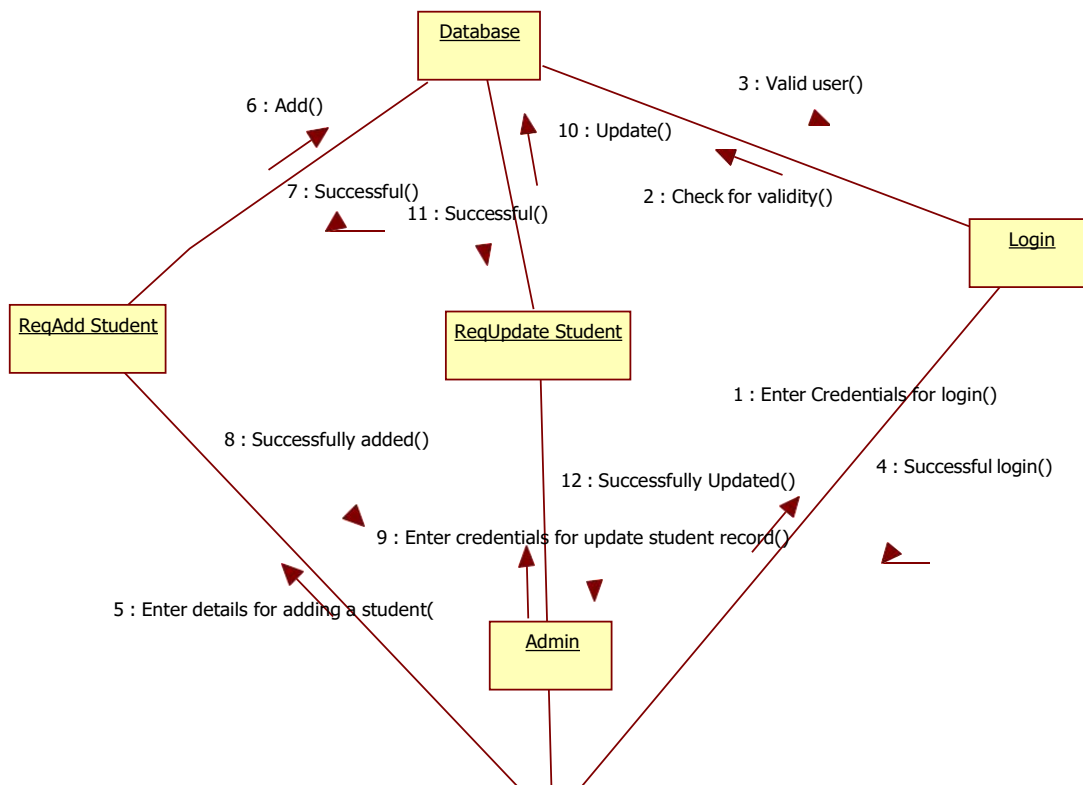 Database
3 : Valid user()
6 : Add()
10 : Update()
7 : Successful()
2 : Check for validity()
11 : Successful()
Login
ReqAdd Student
ReqUpdate Student
1 : Enter Credentials for login()
8 : Successfully added()
4 : Successful login()
12 : Successfully Updated()
9 : Enter credentials for update student record()
5 : Enter details for adding a student(
Admin